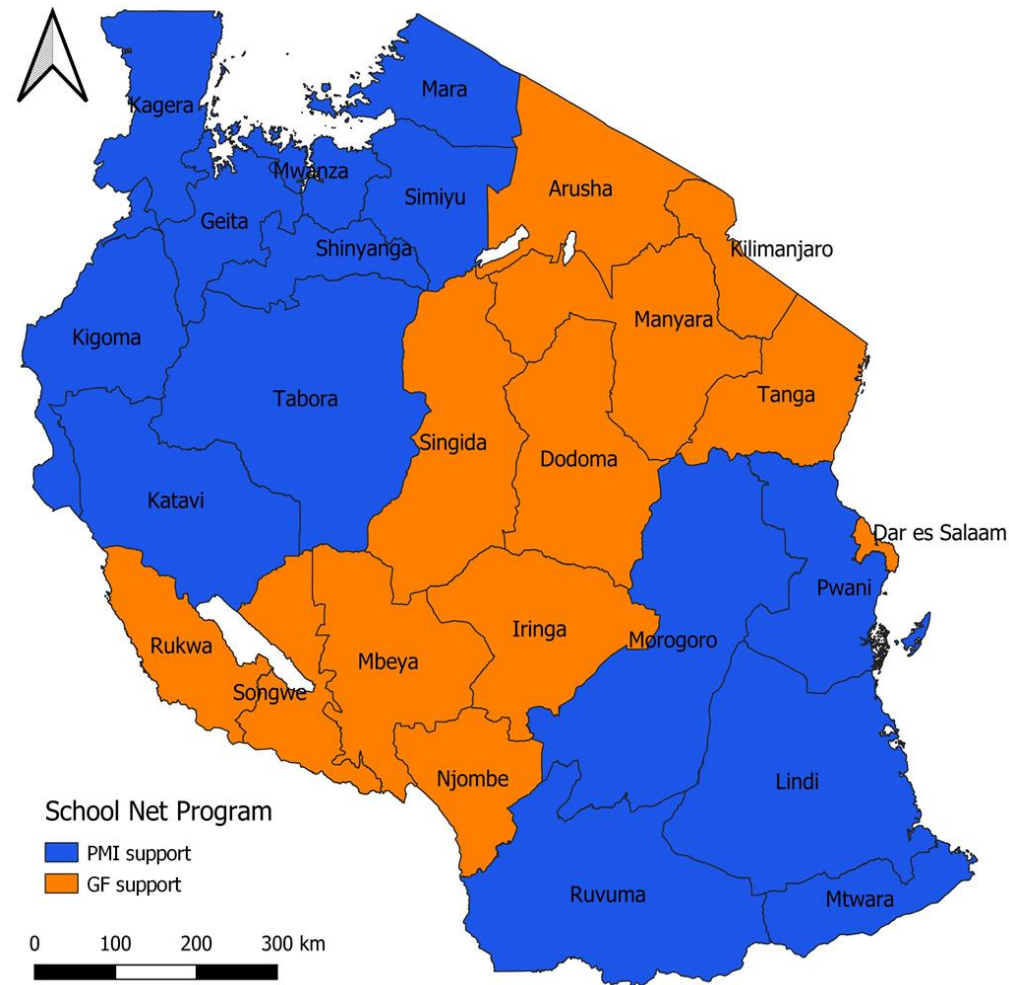 Kagera
Mara
Mwanza
Simiyu
Arusha
Geita
Shinyanga
Kilimanjaro
Kigoma
Manyara
Tabora
Tanga
Singida
Dodoma
Katavi
Dar es Salaam
Pwani
Iringa
Morogoro
Rukwa
Mbeya
Songwe
Njombe
Lindi
School Net Program
PMI support
GF support
Ruvuma
Mtwara
0 100 200 300 km